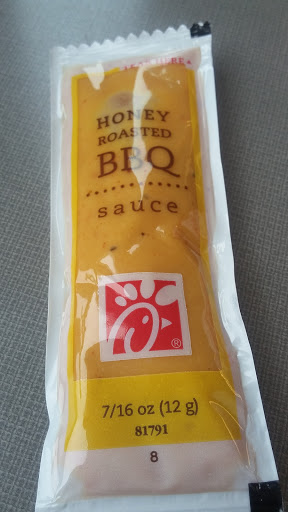 HONEY
ROASTED
BBQ
sauce
®
7/16 oz (12 g)
81791
8